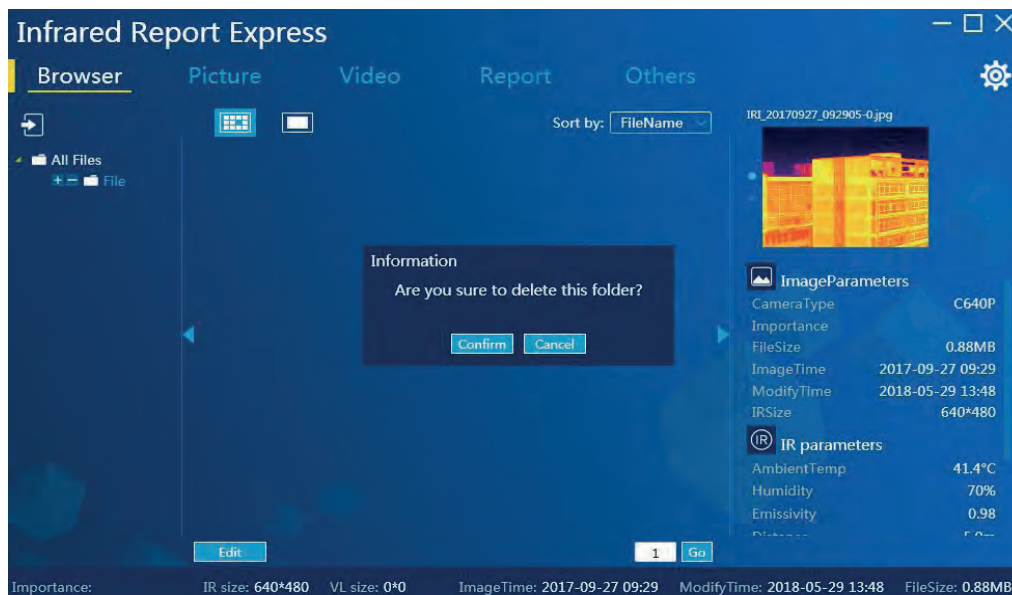 Infrared Report Express
Browser Picture Video Report Others
Sort by: FileName
All Files
File
Information
Are you sure to delete this folder?
Confirm Cancel
Edit
1 Go
IRI_20170927_092905-0.jpg
ImageParameters
CameraType C640P
Importance
FileSize 0.88MB
ImageTime 2017-09-27 09:29
ModifyTime 2018-05-29 13:48
IRSize 640*480
IR IR parameters
AmbientTemp 41.4°C
Humidity 70%
Emissivity 0.98
Importance: IR size: 640*480 VL size: 0*0 ImageTime: 2017-09-27 09:29 ModifyTime: 2018-05-29 13:48 FileSize: 0.88MB